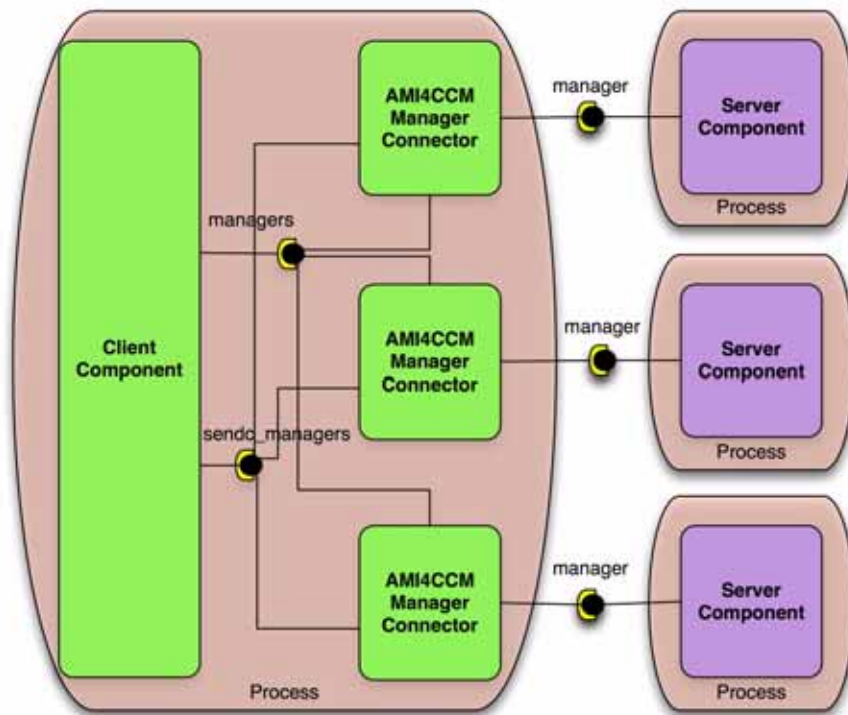 AMI4CCM
Manager
Connector
manager
Server
Component
Process
managers
Client
Component
AMI4CCM
Manager
Connector
manager
Server
Component
Process
sendc_managers
AMI4CCM
Manager
Connector
manager
Server
Component
Process
Process